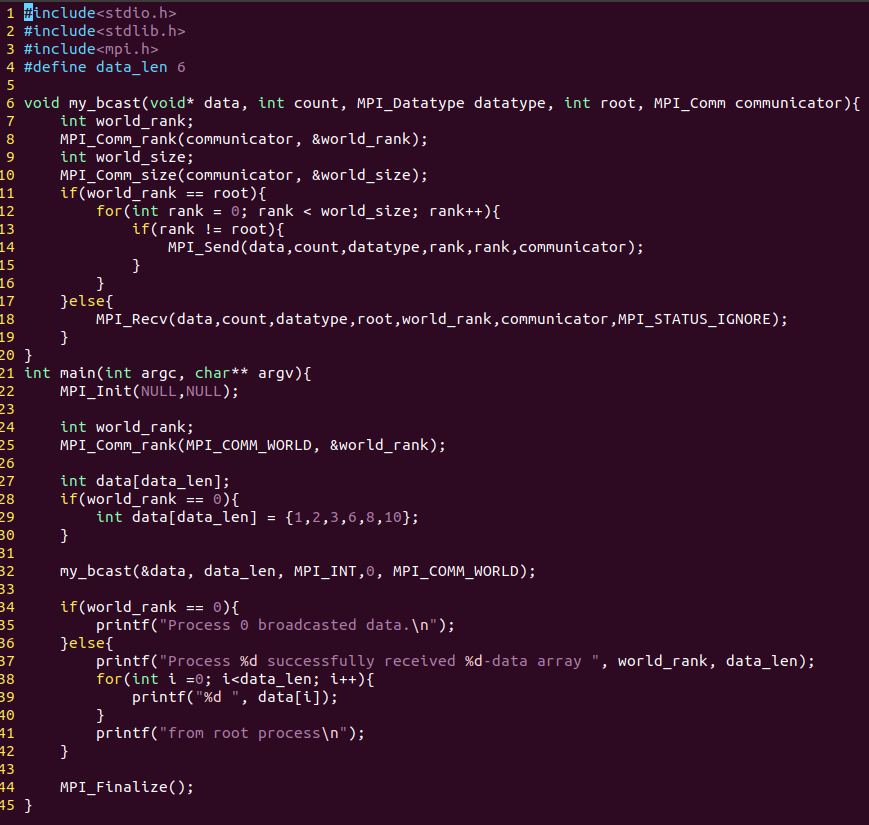 1 #include<stdio.h>
2 #include<stdlib.h>
3 #include<mpi.h>
4 #define data_len 6
5
6 void my_bcast(void* data, int count, MPI_Datatype datatype, int root, MPI_Comm communicator){
7     int world_rank;
8     MPI_Comm_rank(communicator, &world_rank);
9     int world_size;
10     MPI_Comm_size(communicator, &world_size);
11     if(world_rank == root){
12         for(int rank = 0; rank < world_size; rank++){
13             if(rank != root){
14                 MPI_Send(data,count,datatype,rank,rank,communicator);
15             }
16         }
17     }else{
18         MPI_Recv(data,count,datatype,root,world_rank,communicator,MPI_STATUS_IGNORE);
19     }
20 }
21 int main(int argc, char** argv){
22     MPI_Init(NULL,NULL);
23
24     int world_rank;
25     MPI_Comm_rank(MPI_COMM_WORLD, &world_rank);
26
27     int data[data_len];
28     if(world_rank == 0){
29         int data[data_len] = {1,2,3,6,8,10};
30     }
31
32     my_bcast(&data, data_len, MPI_INT,0, MPI_COMM_WORLD);
33
34     if(world_rank == 0){
35         printf("Process 0 broadcasted data.\n");
36     }else{
37         printf("Process %d successfully received %d-data array ", world_rank, data_len);
38         for(int i =0; i<data_len; i++){
39             printf("%d ", data[i]);
40         }
41         printf("from root process\n");
42     }
43
44     MPI_Finalize();
45 }